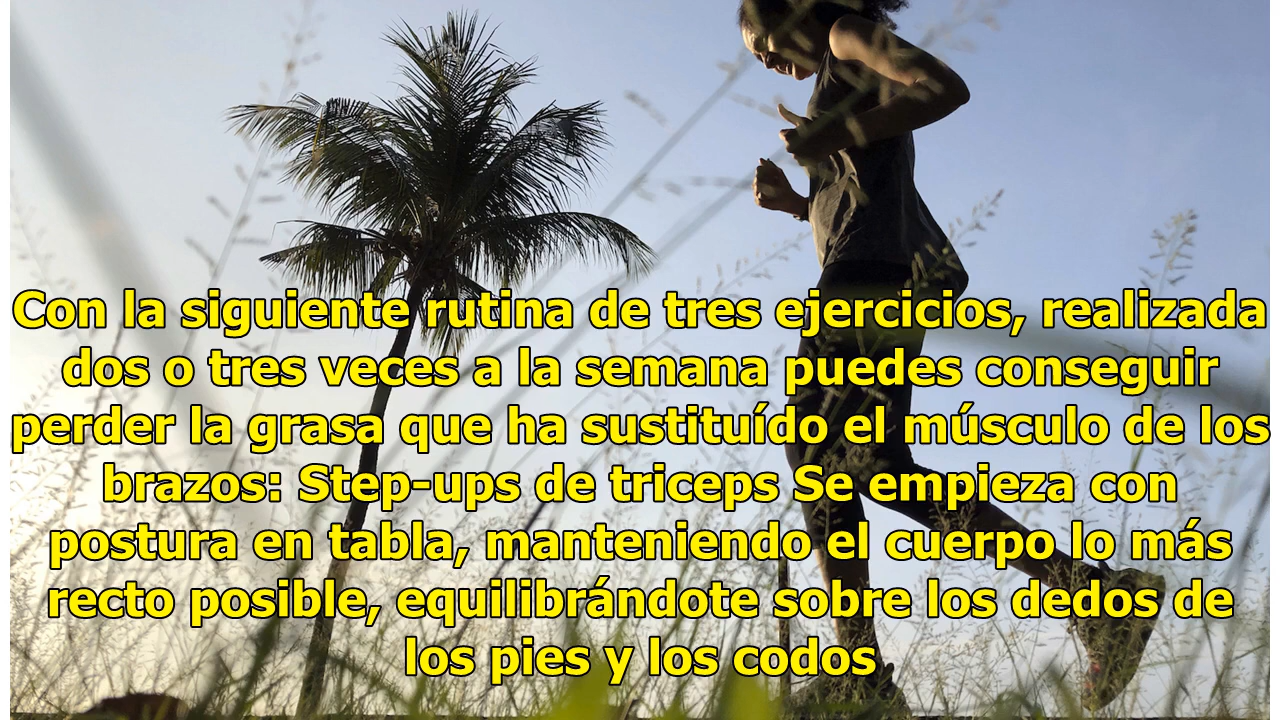 Con la siguiente rutina de tres ejercicios, realizada
dos o tres veces a la semana puedes conseguir
perder la grasa que ha sustituído el músculo de los
brazos: Step-ups de triceps Se empieza con
postura en tabla, manteniendo el cuerpo lo más
recto posible, equilibrándote sobre los dedos de
los pies y los codos